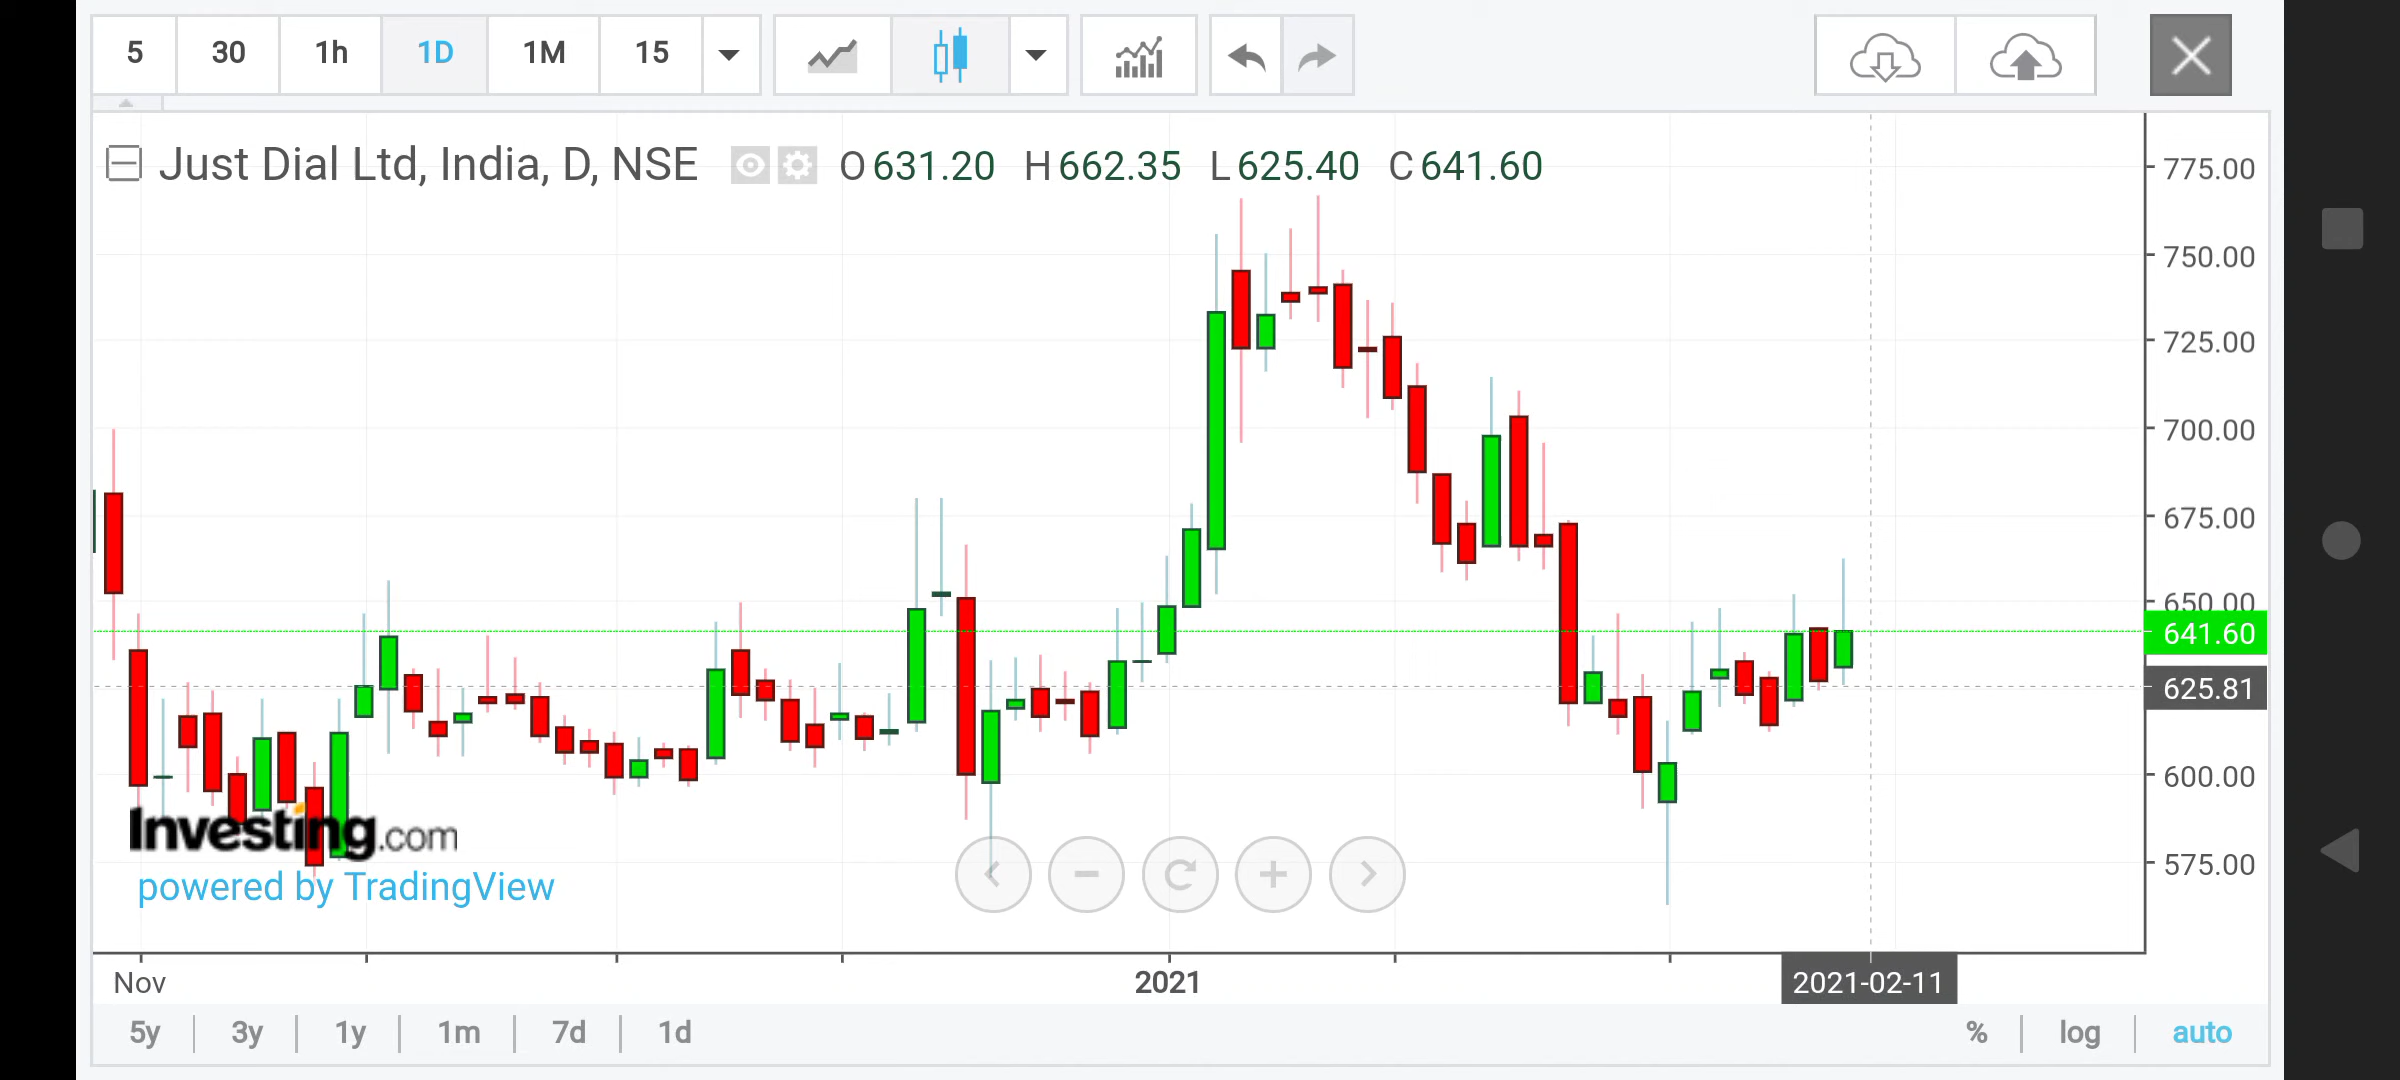 5 30 1h 1D 1M 15
Just Dial Ltd, India, D, NSE O 631.20 H 662.35 L 625.40 C 641.60
775.00
750.00
725.00
700.00
675.00
650.00
641.60
625.81
600.00
575.00
Investing.com
powered by TradingView
Nov 2021 2021-02-11
5y 3y 1y 1m 7d 1d % log auto